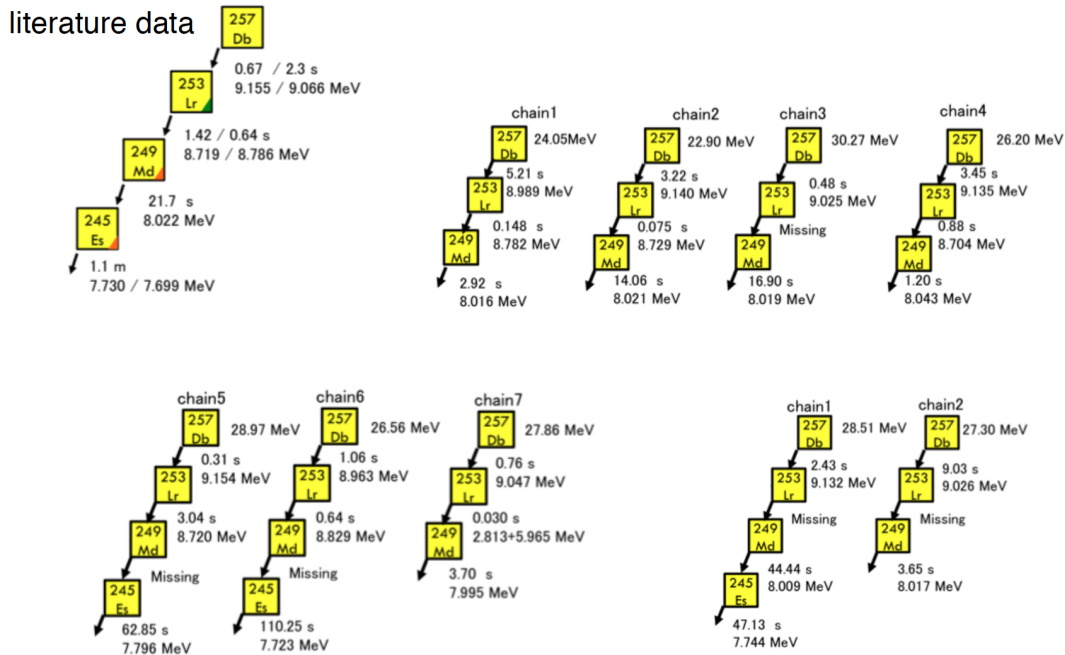 literature data
257
Db
0.67 / 2.3 s
9.155 / 9.066 MeV
253
Lr
1.42 / 0.64 s
8.719 / 8.786 MeV
249
Md
21.7 s
8.022 MeV
245
Es
1.1 m
7.730 / 7.699 MeV
chain1
257
Db
24.05MeV
5.21 s
8.989 MeV
253
Lr
0.148 s
8.782 MeV
249
Md
2.92 s
8.016 MeV
chain2
257
Db
22.90 MeV
3.22 s
9.140 MeV
253
Lr
0.075 s
8.729 MeV
249
Md
14.06 s
8.021 MeV
chain3
257
Db
30.27 MeV
0.48 s
9.025 MeV
253
Lr
Missing
249
Md
16.90 s
8.019 MeV
chain4
257
Db
26.20 MeV
3.45 s
9.135 MeV
253
Lr
0.88 s
8.704 MeV
249
Md
1.20 s
8.043 MeV
chain5
257
Db
28.97 MeV
0.31 s
9.154 MeV
253
Lr
3.04 s
8.720 MeV
249
Md
Missing
245
Es
62.85 s
7.796 MeV
chain6
257
Db
26.56 MeV
1.06 s
8.963 MeV
253
Lr
0.64 s
8.829 MeV
249
Md
Missing
245
Es
110.25 s
7.723 MeV
chain7
257
Db
27.86 MeV
0.76 s
9.047 MeV
253
Lr
0.030 s
2.813+5.965 MeV
249
Md
3.70 s
7.995 MeV
chain1
257
Db
28.51 MeV
2.43 s
9.132 MeV
253
Lr
Missing
249
Md
44.44 s
8.009 MeV
245
Es
47.13 s
7.744 MeV
chain2
257
Db
27.30 MeV
9.03 s
9.026 MeV
253
Lr
Missing
249
Md
3.65 s
8.017 MeV